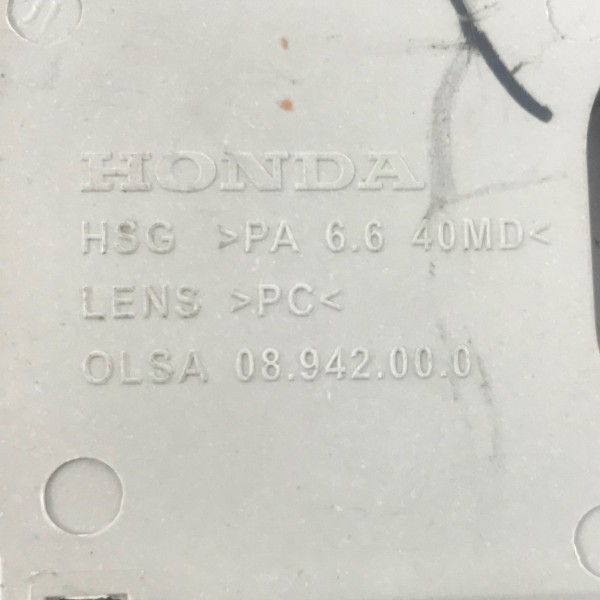 HONDA
HSG >PA 6.6 40MD<
LENS >PC<
OLSA 08.942.00.0